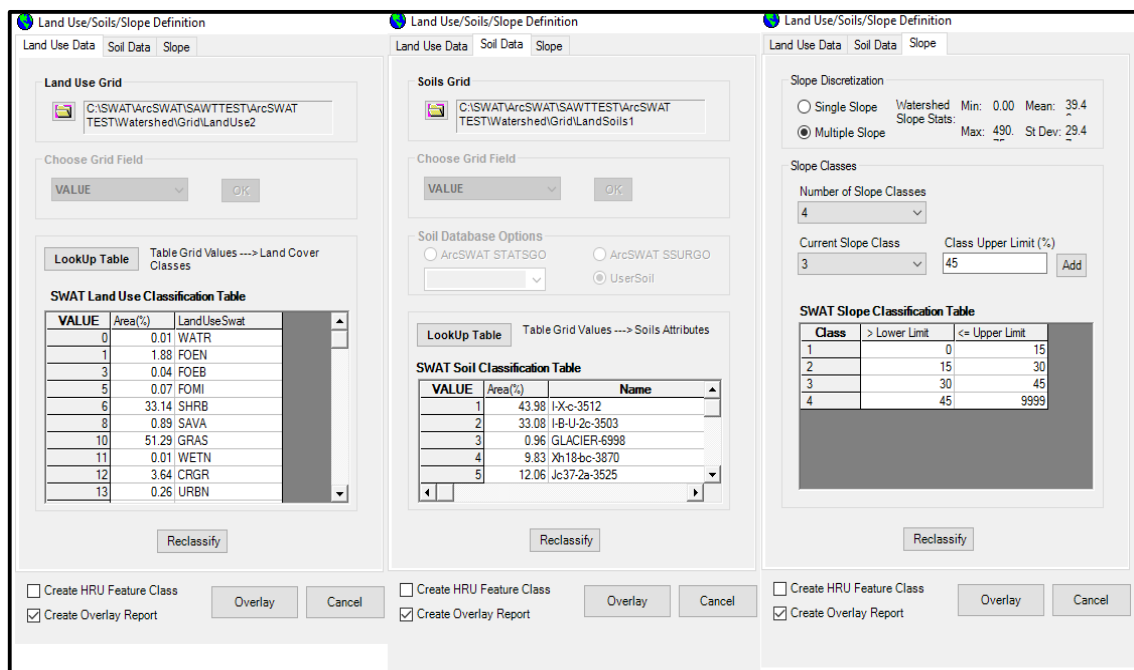 Land Use/Soils/Slope Definition
Land Use Data Soil Data Slope
Land Use Grid
C:\SWAT\ArcSWAT\SAWTTEST\ArcSWAT
TEST\Watershed\Grid\LandUse2
Choose Grid Field
VALUE OK
LookUp Table
Table Grid Values ---> Land Cover
Classes
SWAT Land Use Classification Table
VALUE Area(%) LandUseSwat
0 0.01 WATR
1 1.88 FOEN
3 0.04 FOEB
5 0.07 FOMI
6 33.14 SHRB
8 0.89 SAVA
10 51.29 GRAS
11 0.01 WETN
12 3.64 CRGR
13 0.26 URBN
Reclassify
Create HRU Feature Class
Create Overlay Report
Overlay Cancel
Land Use/Soils/Slope Definition
Land Use Data Soil Data Slope
Soils Grid
C:\SWAT\ArcSWAT\SAWTTEST\ArcSWAT
TEST\Watershed\Grid\LandSoils1
Choose Grid Field
VALUE OK
Soil Database Options
ArcSWAT STATSGO ArcSWAT SSURGO
UserSoil
LookUp Table Table Grid Values ---> Soils Attributes
SWAT Soil Classification Table
VALUE Area(%) Name
1 43.98 I-X-c-3512
2 33.08 I-B-U-2c-3503
3 0.96 GLACIER-6998
4 9.83 Xh18-bc-3870
5 12.06 Jc37-2a-3525
Reclassify
Create HRU Feature Class
Create Overlay Report
Overlay Cancel
Land Use/Soils/Slope Definition
Land Use Data Soil Data Slope
Slope Discretization
Single Slope
Multiple Slope
Watershed
Slope Stats:
Min: 0.00 Mean: 39.4
Max: 490. St Dev: 29.4
Slope Classes
Number of Slope Classes
4
Current Slope Class Class Upper Limit (%)
3 45 Add
SWAT Slope Classification Table
Class > Lower Limit <= Upper Limit
1 0 15
2 15 30
3 30 45
4 45 9999
Reclassify
Create HRU Feature Class
Create Overlay Report
Overlay Cancel